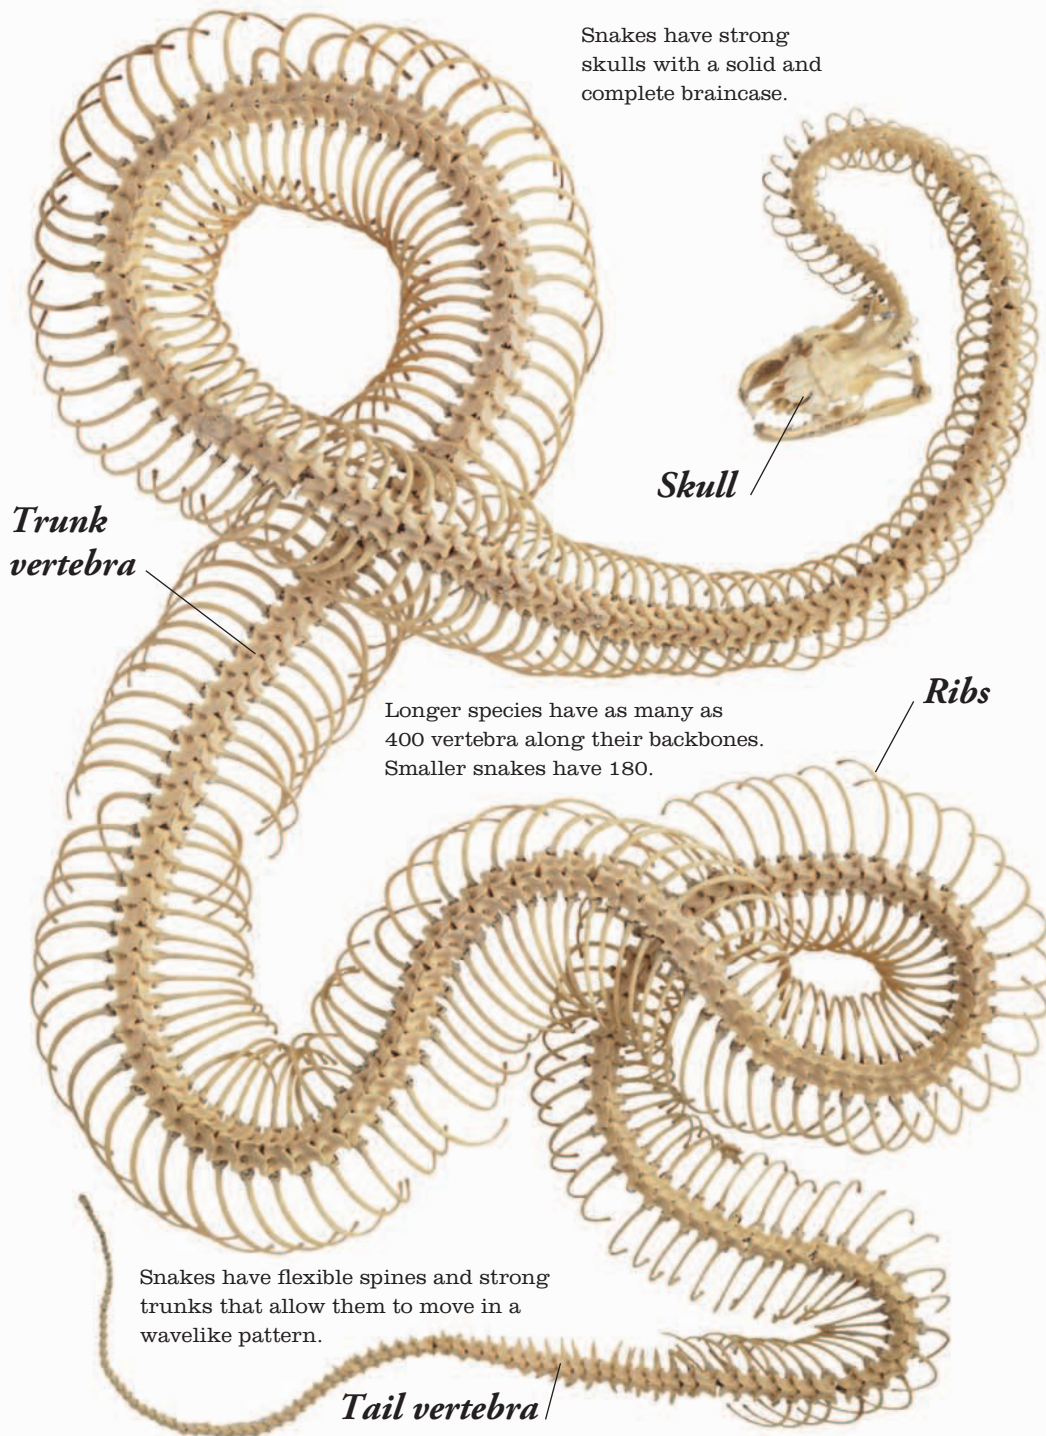 Snakes have strong
skulls with a solid and
complete braincase.
Skull
Trunk
vertebra
Ribs
Longer species have as many as
400 vertebra along their backbones.
Smaller snakes have 180.
Snakes have flexible spines and strong
trunks that allow them to move in a
wavelike pattern.
Tail vertebra